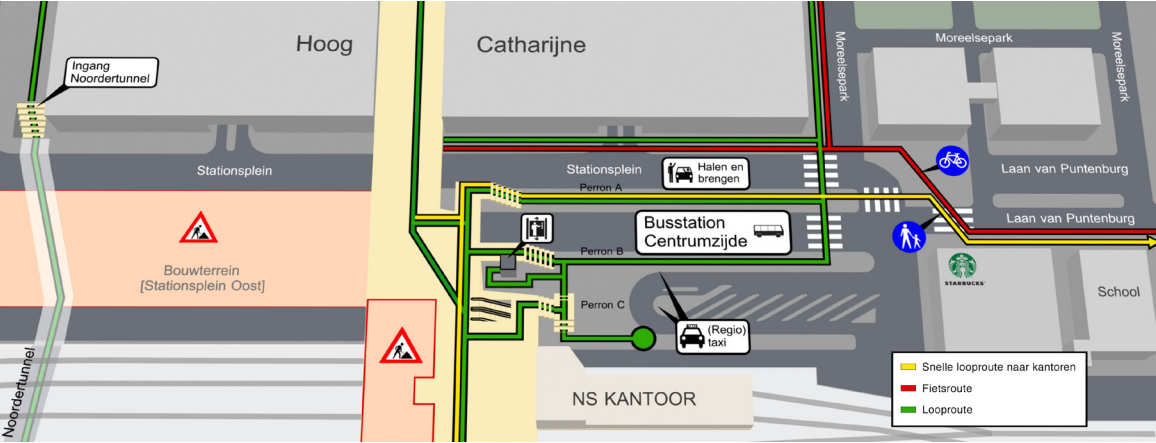 Hoog
Catharijne
Ingang
Noordertunnel
Moreelsepark
Moreelsepark
Moreelsepark
Stationsplein
Stationsplein
Halen en
brengen
Laan van Puntenburg
Perron A
Laan van Puntenburg
Busstation
Centrumzijde
Perron B
Bouwterrein
[Stationsplein Oost]
STARBUCKS
School
Perron C
TAXI
(Regio)
taxi
Noordertunnel
NS KANTOOR
Snelle looproute naar kantoren
Fietsroute
Looproute